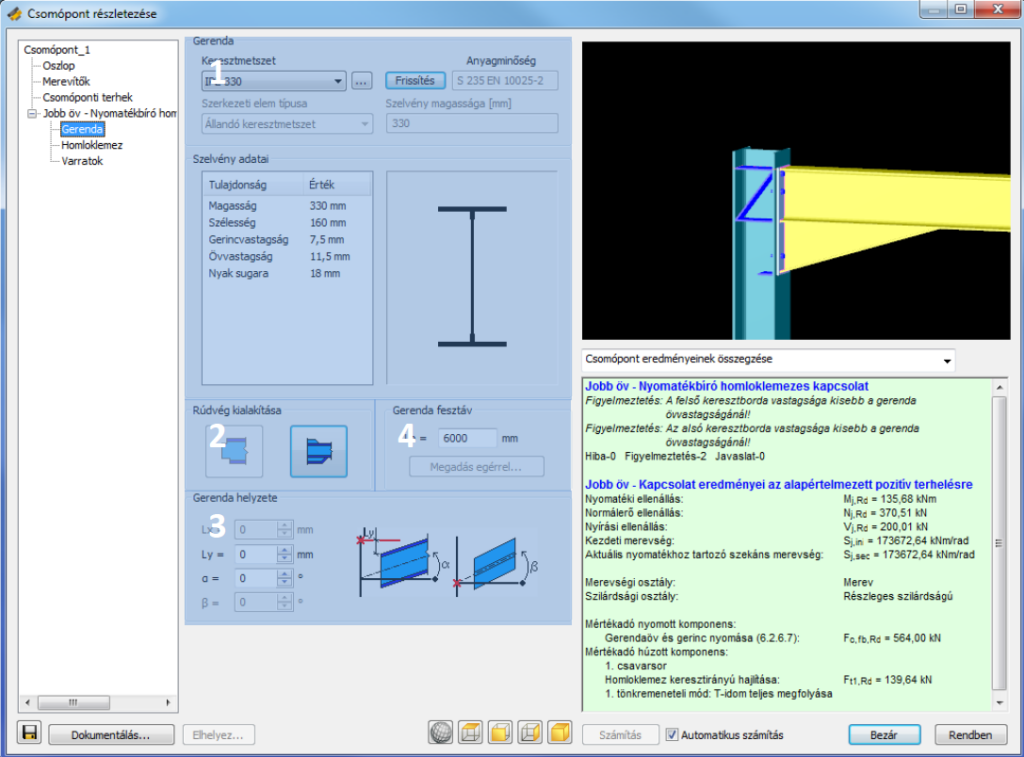 Csomópont részletezése
Csomópont_1
Oszlop
Merevítők
Csomóponti terhek
Jobb öv - Nyomatékbíró hom
Gerenda
Homloklemez
Varratok
Gerenda
Keresztmetszet
Anyagminőség
1
330
...
Frissítés
S 235 EN 10025-2
Szerkezeti elem típusa
Szelvény magassága [mm]
Állandó keresztmetszet
330
Szelvény adatai
Tulajdonság Érték
Magasság 330 mm
Szélesség 160 mm
Gerincvastagság 7,5 mm
Övvastagság 11,5 mm
Nyak sugara 18 mm
Rúdvég kialakítása
2
Gerenda fesztáv
4 = 6000 mm
Megadás egérrel...
Gerenda helyzete
3
Lx = 0 mm
Ly = 0 mm
α = 0 °
β = 0 °
Ly
α
β
Csomópont eredményeinek összegzése
Jobb öv - Nyomatékbíró homloklemezes kapcsolat
Figyelmeztetés: A felső keresztborda vastagsága kisebb a gerenda
övvastagságánál!
Figyelmeztetés: Az alsó keresztborda vastagsága kisebb a gerenda
övvastagságánál!
Hiba-0 Figyelmeztetés-2 Javaslat-0
Jobb öv - Kapcsolat eredményei az alapértelmezett pozitív terhelésre
Nyomatéki ellenállás: Mj,Rd = 135,68 kNm
Normálerő ellenállás: Nj,Rd = 370,51 kN
Nyírási ellenállás: Vj,Rd = 200,01 kN
Kezdeti merevség: Sj,ini = 173672,64 kNm/rad
Aktuális nyomatékhoz tartozó szekáns merevség: Sj,sec = 173672,64 kNm/rad
Merevségi osztály: Merev
Szilárdsági osztály: Részleges szilárdságú
Mértékadó nyomott komponens:
Gerendaöv és gerinc nyomása (6.2.6.7): Fc,fb,Rd = 564,00 kN
Mértékadó húzott komponens:
1. csavarsor
Homloklemez keresztirányú hajlítása: Ft1,Rd = 139,64 kN
1. tönkremeneteli mód: T-idom teljes megfolyása
Dokumentálás...
Elhelyez...
Számítás
Automatikus számítás
Bezár
Rendben